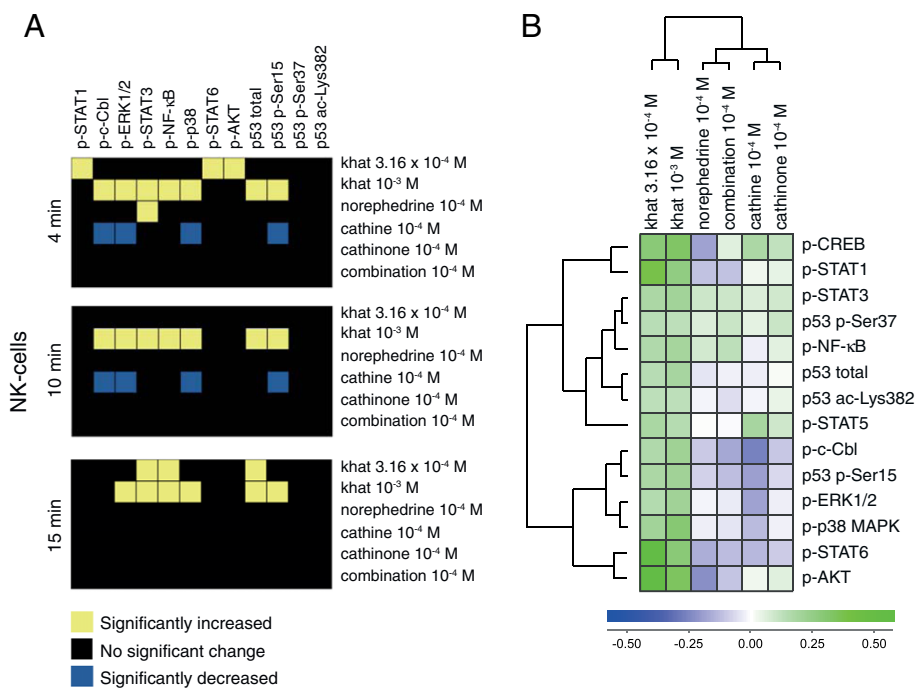 A
p-STAT1
p-c-Cbl
p-ERK1/2
p-STAT3
p-NF-κB
p-p38
p-STAT6
p-AKT
p53 total
p53 p-Ser15
p53 p-Ser37
p53 ac-Lys382
NK-cells
4 min
khat 3.16 x 10⁻⁴ M
khat 10⁻³ M
norephedrine 10⁻⁴ M
cathine 10⁻⁴ M
cathinone 10⁻⁴ M
combination 10⁻⁴ M
10 min
khat 3.16 x 10⁻⁴ M
khat 10⁻³ M
norephedrine 10⁻⁴ M
cathine 10⁻⁴ M
cathinone 10⁻⁴ M
combination 10⁻⁴ M
15 min
khat 3.16 x 10⁻⁴ M
khat 10⁻³ M
norephedrine 10⁻⁴ M
cathine 10⁻⁴ M
cathinone 10⁻⁴ M
combination 10⁻⁴ M
Significantly increased
No significant change
Significantly decreased
B
khat 3.16 x 10⁻⁴ M
khat 10⁻³ M
norephedrine 10⁻⁴ M
combination 10⁻⁴ M
cathine 10⁻⁴ M
cathinone 10⁻⁴ M
p-CREB
p-STAT1
p-STAT3
p53 p-Ser37
p-NF-κB
p53 total
p53 ac-Lys382
p-STAT5
p-c-Cbl
p53 p-Ser15
p-ERK1/2
p-p38 MAPK
p-STAT6
p-AKT
-0.50 -0.25 0.00 0.25 0.50